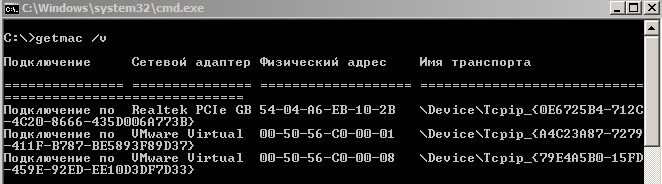 C:\Windows\system32\cmd.exe
C:\>getmac /v
Подключение Сетевой адаптер Физический адрес Имя транспорта
=============== =============== =================== ==========================
================================
Подключение по Realtek PCIe GB 54-04-A6-EB-10-2B \Device\Tcpip_{0E6725B4-712C
-4C20-8666-435D006A773B}
Подключение по VMware Virtual 00-50-56-C0-00-01 \Device\Tcpip_{A4C23A87-7279
-411F-B787-BE5893F89D37}
Подключение по VMware Virtual 00-50-56-C0-00-08 \Device\Tcpip_{79E4A5B0-15FD
-459E-92ED-EE10D3DF7D33}